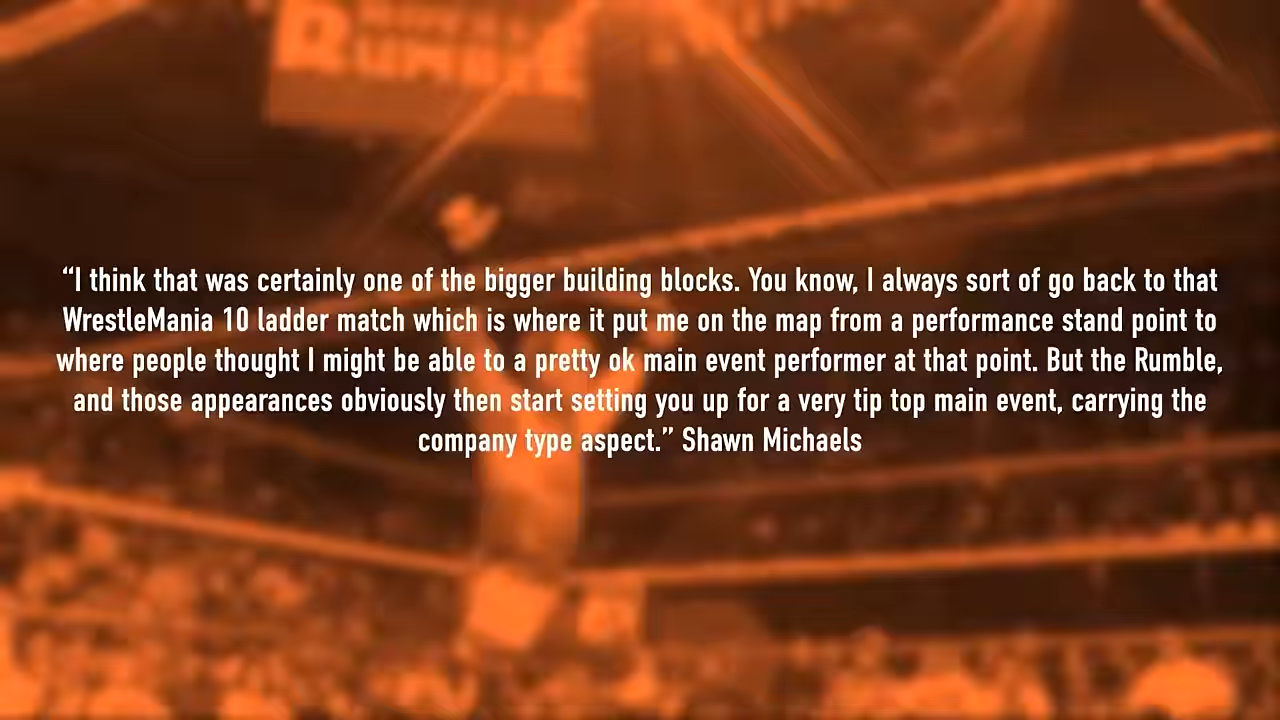 ROYAL
RUMBLE
“I think that was certainly one of the bigger building blocks. You know, I always sort of go back to that
WrestleMania 10 ladder match which is where it put me on the map from a performance stand point to
where people thought I might be able to a pretty ok main event performer at that point. But the Rumble,
and those appearances obviously then start setting you up for a very tip top main event, carrying the
company type aspect.” Shawn Michaels